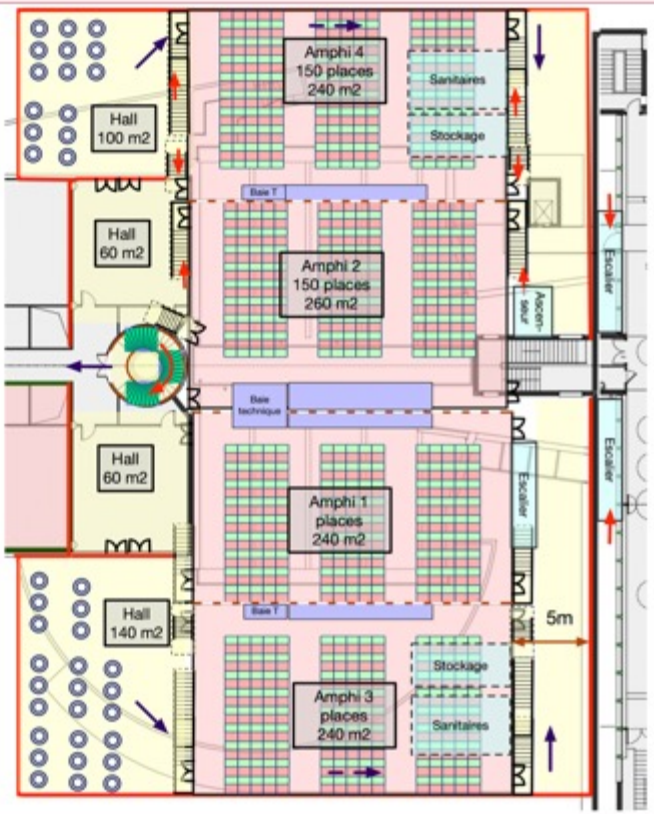 Amphi 4
150 places
240 m2
Sanitaires
Stockage
Hall
100 m2
Baie T
Hall
60 m2
Amphi 2
150 places
260 m2
Escalier
Ascen-
seur
Baie
technique
Hall
60 m2
Amphi 1
places
240 m2
Escalier
Escalier
Baie T
Hall
140 m2
5m
Stockage
Amphi 3
places
240 m2
Sanitaires